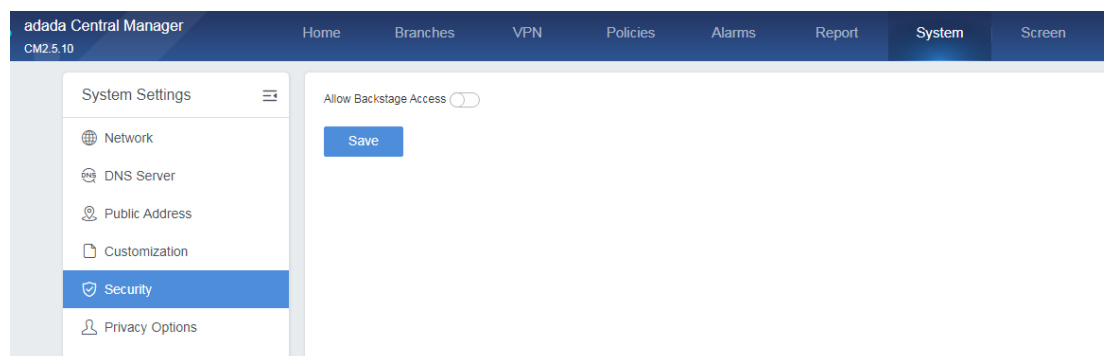 adada Central Manager
CM2.5.10
Home Branches VPN Policies Alarms Report System Screen
System Settings
Network
DNS DNS Server
Public Address
Customization
Security
Privacy Options
Allow Backstage Access
Save